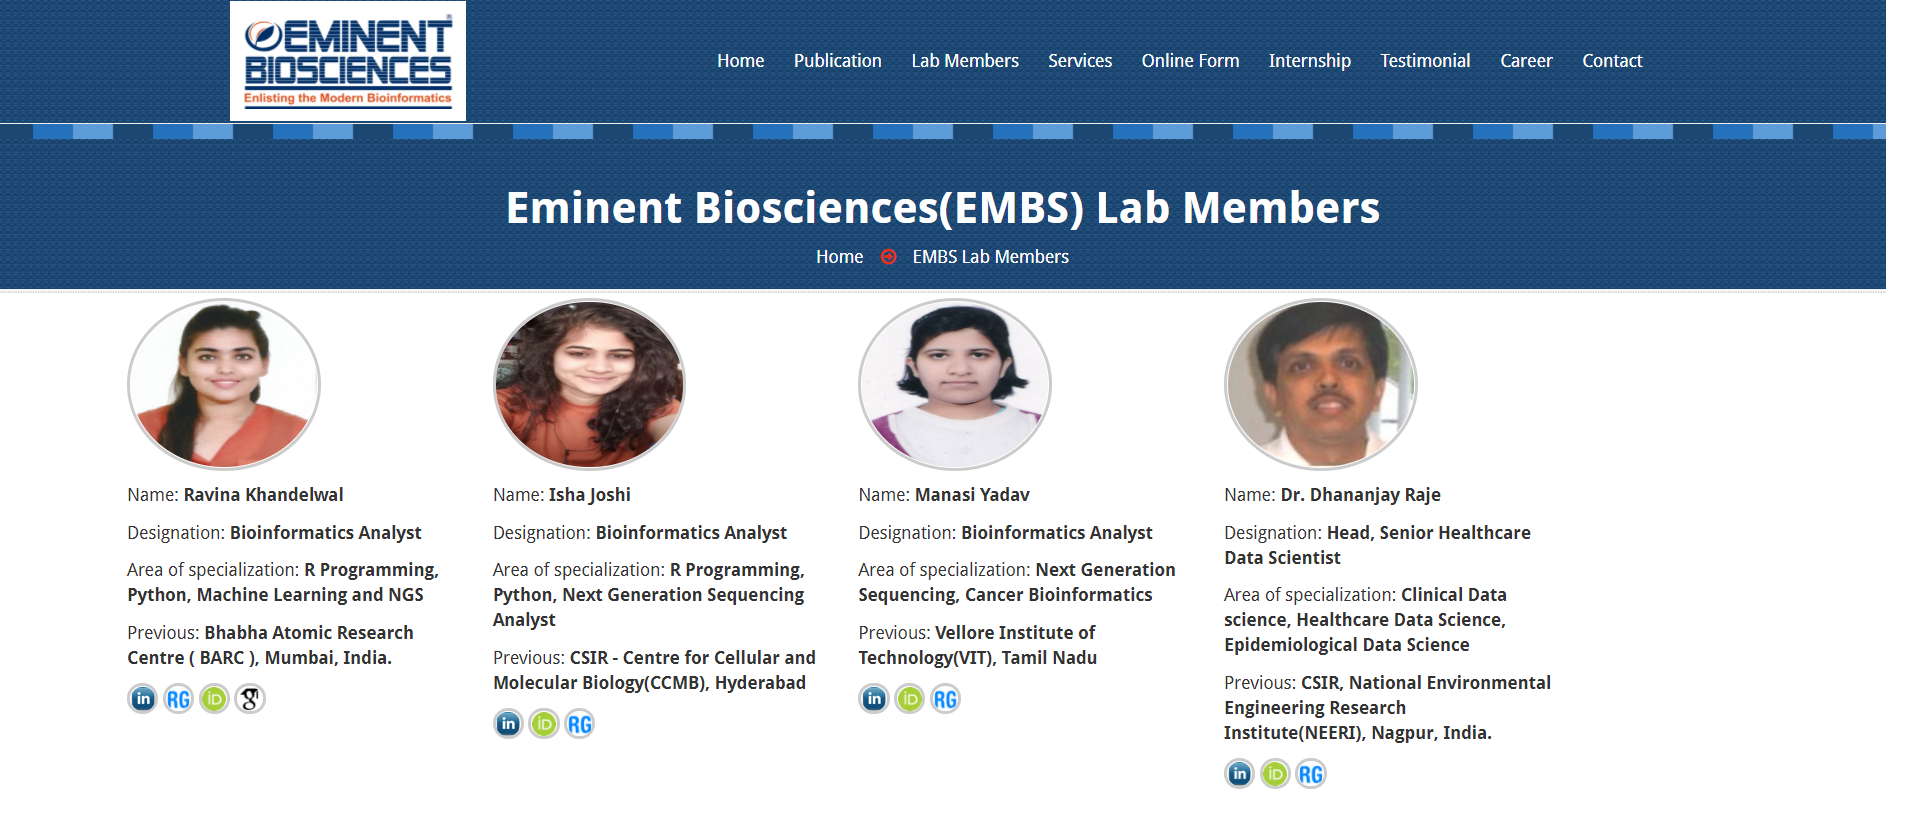 EMINENT
BIOSCIENCES
Enlisting the Modern Bioinformatics
Home Publication Lab Members Services Online Form Internship Testimonial Career Contact
Eminent Biosciences(EMBS) Lab Members
Home EMBS Lab Members
Name: Ravina Khandelwal
Designation: Bioinformatics Analyst
Area of specialization: R Programming,
Python, Machine Learning and NGS
Previous: Bhabha Atomic Research
Centre ( BARC ), Mumbai, India.
in RG iD g
Name: Isha Joshi
Designation: Bioinformatics Analyst
Area of specialization: R Programming,
Python, Next Generation Sequencing
Analyst
Previous: CSIR - Centre for Cellular and
Molecular Biology(CCMB), Hyderabad
in iD RG
Name: Manasi Yadav
Designation: Bioinformatics Analyst
Area of specialization: Next Generation
Sequencing, Cancer Bioinformatics
Previous: Vellore Institute of
Technology(VIT), Tamil Nadu
in iD RG
Name: Dr. Dhananjay Raje
Designation: Head, Senior Healthcare
Data Scientist
Area of specialization: Clinical Data
science, Healthcare Data Science,
Epidemiological Data Science
Previous: CSIR, National Environmental
Engineering Research
Institute(NEERI), Nagpur, India.
in iD RG